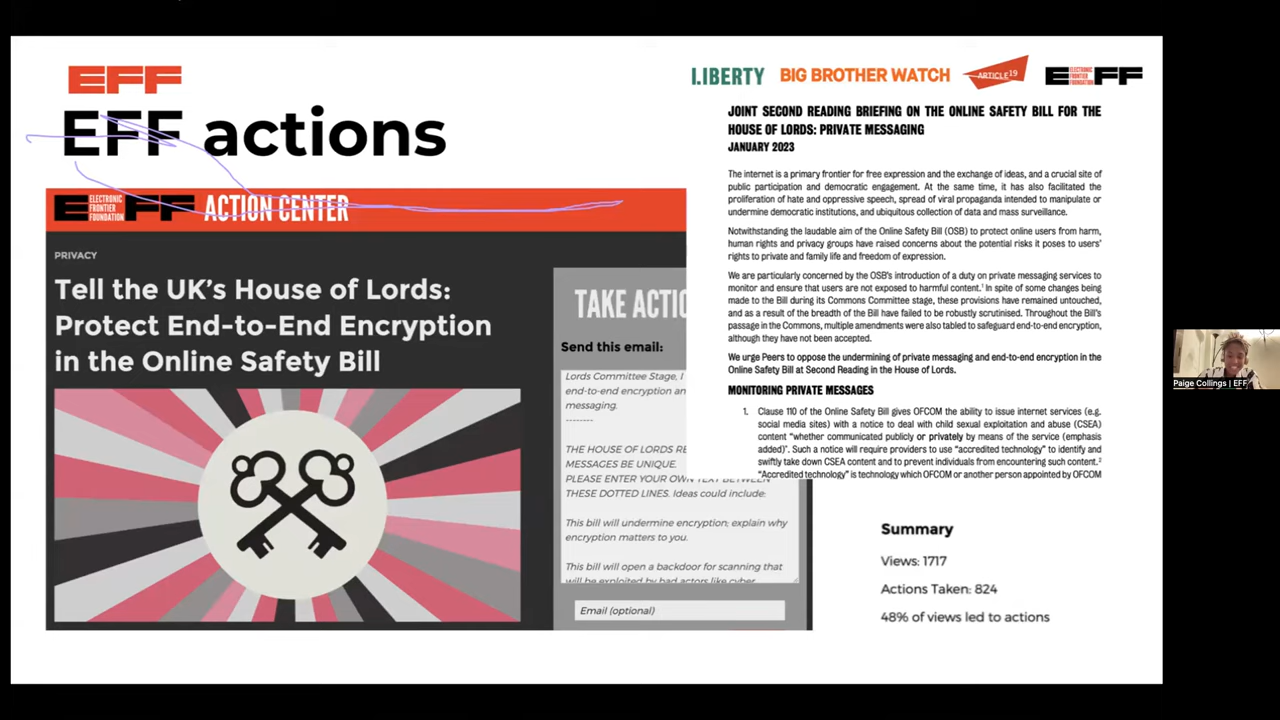 EFF
EFF actions
EFF ELECTRONIC FRONTIER FOUNDATION ACTION CENTER
PRIVACY
Tell the UK's House of Lords:
Protect End-to-End Encryption
in the Online Safety Bill
TAKE ACTIO
Send this email:
Lords Committee Stage, I
end-to-end encryption an
messaging.
--------
THE HOUSE OF LORDS RE
MESSAGES BE UNIQUE.
PLEASE ENTER YOUR OWN TEXT BETWEEN
THESE DOTTED LINES. Ideas could include:
This bill will undermine encryption; explain why
encryption matters to you.
This bill will open a backdoor for scanning that
will be exploited by bad actors like cyber
Email (optional)
LIBERTY BIG BROTHER WATCH ARTICLE 19 EFF ELECTRONIC FRONTIER FOUNDATION
JOINT SECOND READING BRIEFING ON THE ONLINE SAFETY BILL FOR THE
HOUSE OF LORDS: PRIVATE MESSAGING
JANUARY 2023
The internet is a primary frontier for free expression and the exchange of ideas, and a crucial site of
public participation and democratic engagement. At the same time, it has also facilitated the
proliferation of hate and oppressive speech, spread of viral propaganda intended to manipulate or
undermine democratic institutions, and ubiquitous collection of data and mass surveillance.
Notwithstanding the laudable aim of the Online Safety Bill (OSB) to protect online users from harm,
human rights and privacy groups have raised concerns about the potential risks it poses to users'
rights to private and family life and freedom of expression.
We are particularly concerned by the OSB's introduction of a duty on private messaging services to
monitor and ensure that users are not exposed to harmful content.1 In spite of some changes being
made to the Bill during its Commons Committee stage, these provisions have remained untouched,
and as a result of the breadth of the Bill have failed to be robustly scrutinised. Throughout the Bill's
passage in the Commons, multiple amendments were also tabled to safeguard end-to-end encryption,
although they have not been accepted.
We urge Peers to oppose the undermining of private messaging and end-to-end encryption in the
Online Safety Bill at Second Reading in the House of Lords.
MONITORING PRIVATE MESSAGES
1. Clause 110 of the Online Safety Bill gives OFCOM the ability to issue internet services (e.g.
social media sites) with a notice to deal with child sexual exploitation and abuse (CSEA)
content "whether communicated publicly or privately by means of the service (emphasis
added)". Such a notice will require providers to use "accredited technology" to identify and
swiftly take down CSEA content and to prevent individuals from encountering such content.2
"Accredited technology" is technology which OFCOM or another person appointed by OFCOM
Summary
Views: 1717
Actions Taken: 824
48% of views led to actions
Paige Collings | EFF